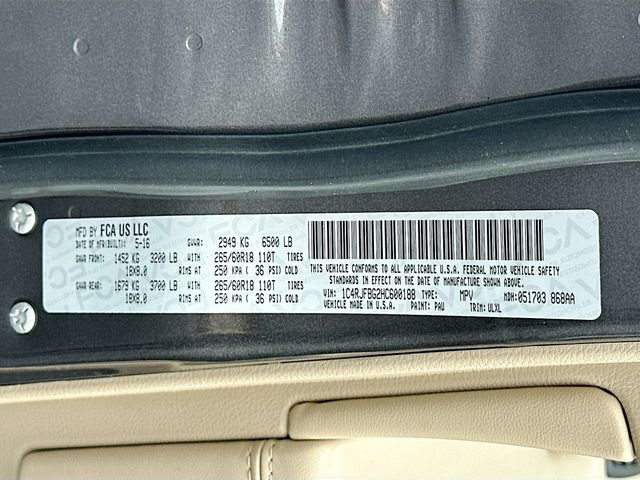 MFD BY FCA US LLC
DATE OF MFR(BUILT): 5-16 GVWR: 2949 KG 6500 LB
GAWR FRONT: 1452 KG 3200 LB WITH 265/60R18 110T TIRES
18X8.0 RIMS AT 250 KPA ( 36 PSI) COLD
GAWR REAR: 1679 KG 3700 LB WITH 265/60R18 110T TIRES
18X8.0 RIMS AT 250 KPA ( 36 PSI) COLD
THIS VEHICLE CONFORMS TO ALL APPLICABLE U.S.A. FEDERAL MOTOR VEHICLE SAFETY
STANDARDS IN EFFECT ON THE DATE OF MANUFACTURE SHOWN ABOVE.
VIN: 1C4RJFBG2HC600188 TYPE: MPV MDH: 051703 868AA
VEHICLE MADE IN U.S.A. PAINT: PAU TRIM: ULXL